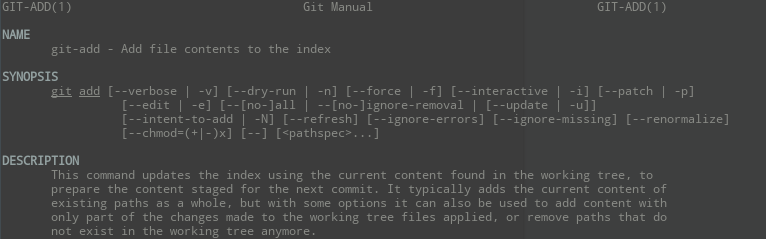 GIT-ADD(1) Git Manual GIT-ADD(1)
NAME
git-add - Add file contents to the index
SYNOPSIS
git add [--verbose | -v] [--dry-run | -n] [--force | -f] [--interactive | -i] [--patch | -p]
[--edit | -e] [--[no-]all | --[no-]ignore-removal | [--update | -u]]
[--intent-to-add | -N] [--refresh] [--ignore-errors] [--ignore-missing] [--renormalize]
[--chmod=(+|-)x] [--] [<pathspec>...]
DESCRIPTION
This command updates the index using the current content found in the working tree, to
prepare the content staged for the next commit. It typically adds the current content of
existing paths as a whole, but with some options it can also be used to add content with
only part of the changes made to the working tree files applied, or remove paths that do
not exist in the working tree anymore.